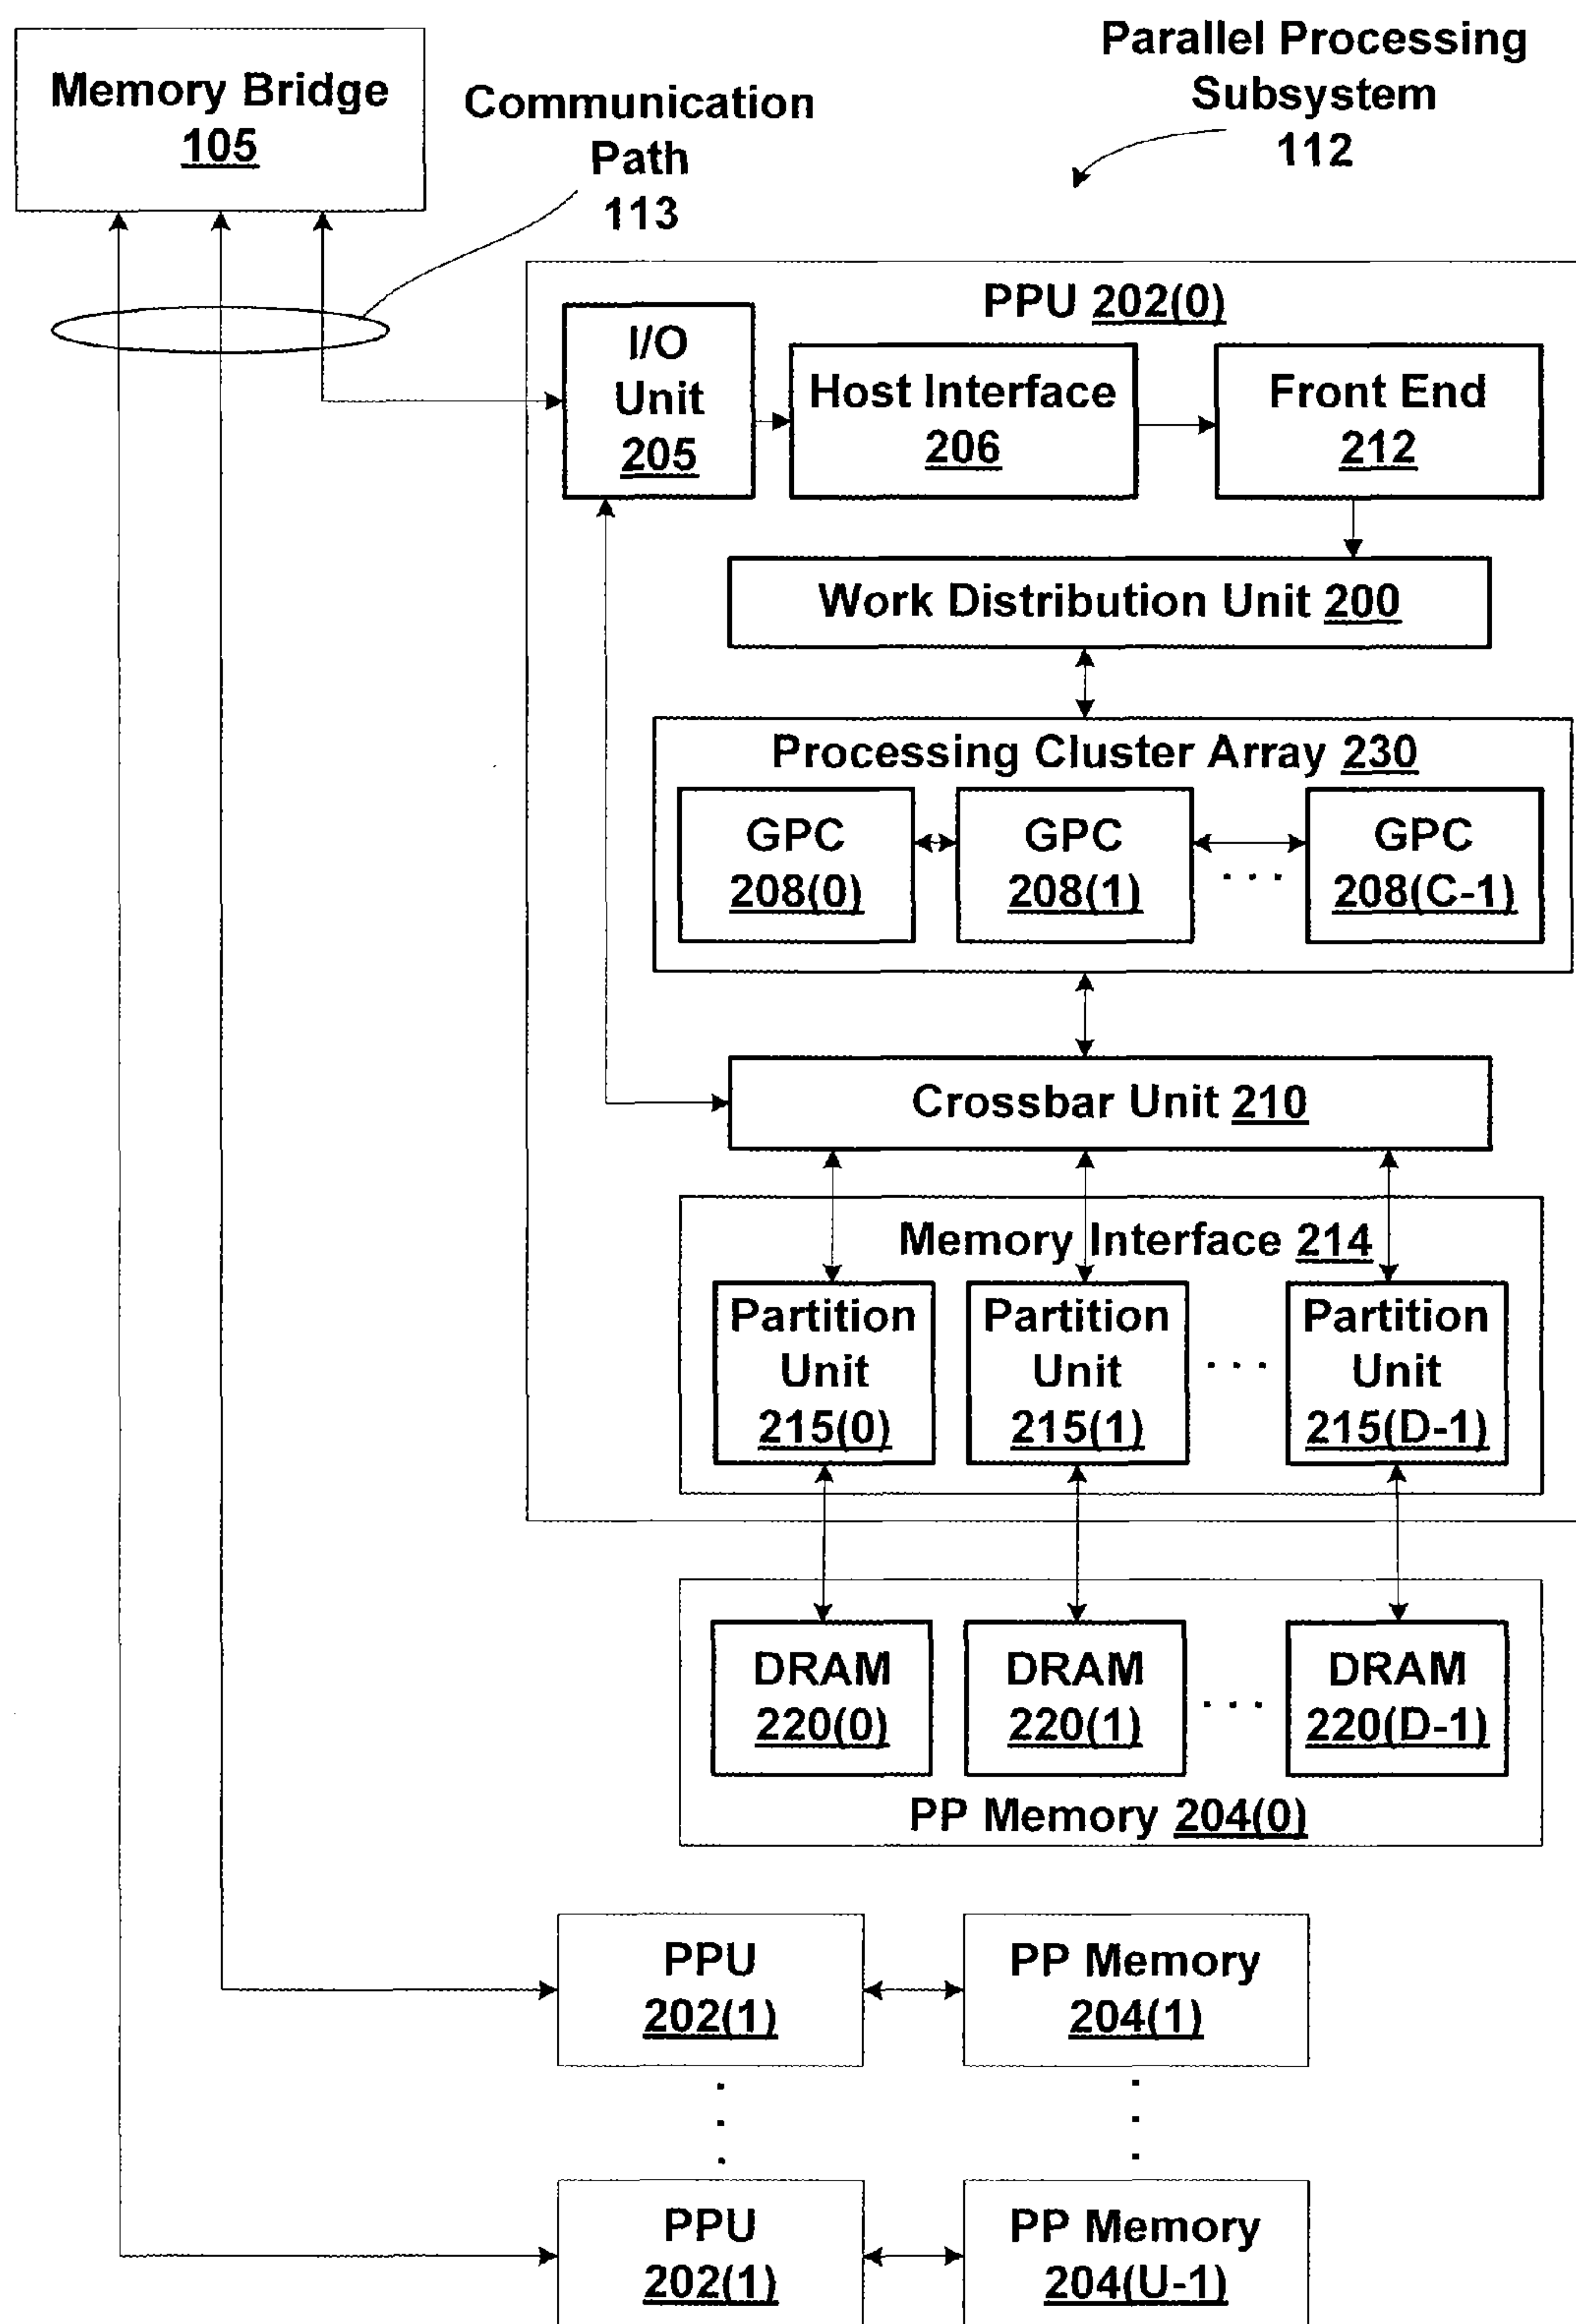 Memory Bridge
105
Communication
Path
113
Parallel Processing
Subsystem
112
PPU 202(0)
I/O
Unit
205
Host Interface
206
Front End
212
Work Distribution Unit 200
Processing Cluster Array 230
GPC
208(0)
GPC
208(1)
. . .
GPC
208(C-1)
Crossbar Unit 210
Memory Interface 214
Partition
Unit
215(0)
Partition
Unit
215(1)
. . .
Partition
Unit
215(D-1)
DRAM
220(0)
DRAM
220(1)
. . .
DRAM
220(D-1)
PP Memory 204(0)
PPU
202(1)
PP Memory
204(1)
PPU
202(1)
PP Memory
204(U-1)